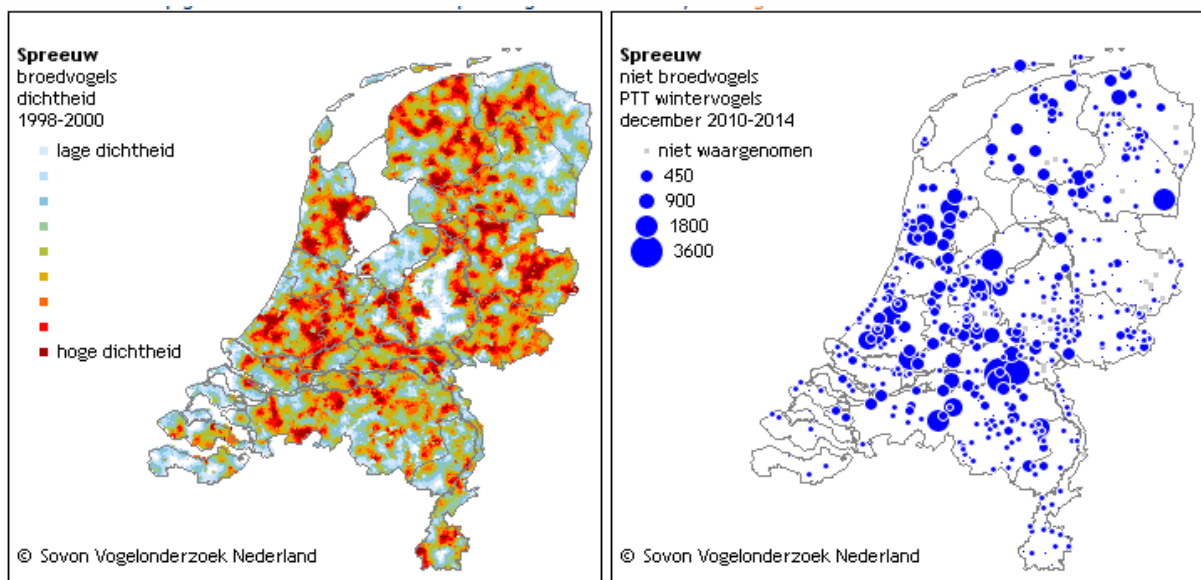 Spreeuw
broedvogels
dichtheid
1998-2000
lage dichtheid
hoge dichtheid
© Sovon Vogelonderzoek Nederland
Spreeuw
niet broedvogels
PTT wintervogels
december 2010-2014
niet waargenomen
450
900
1800
3600
© Sovon Vogelonderzoek Nederland